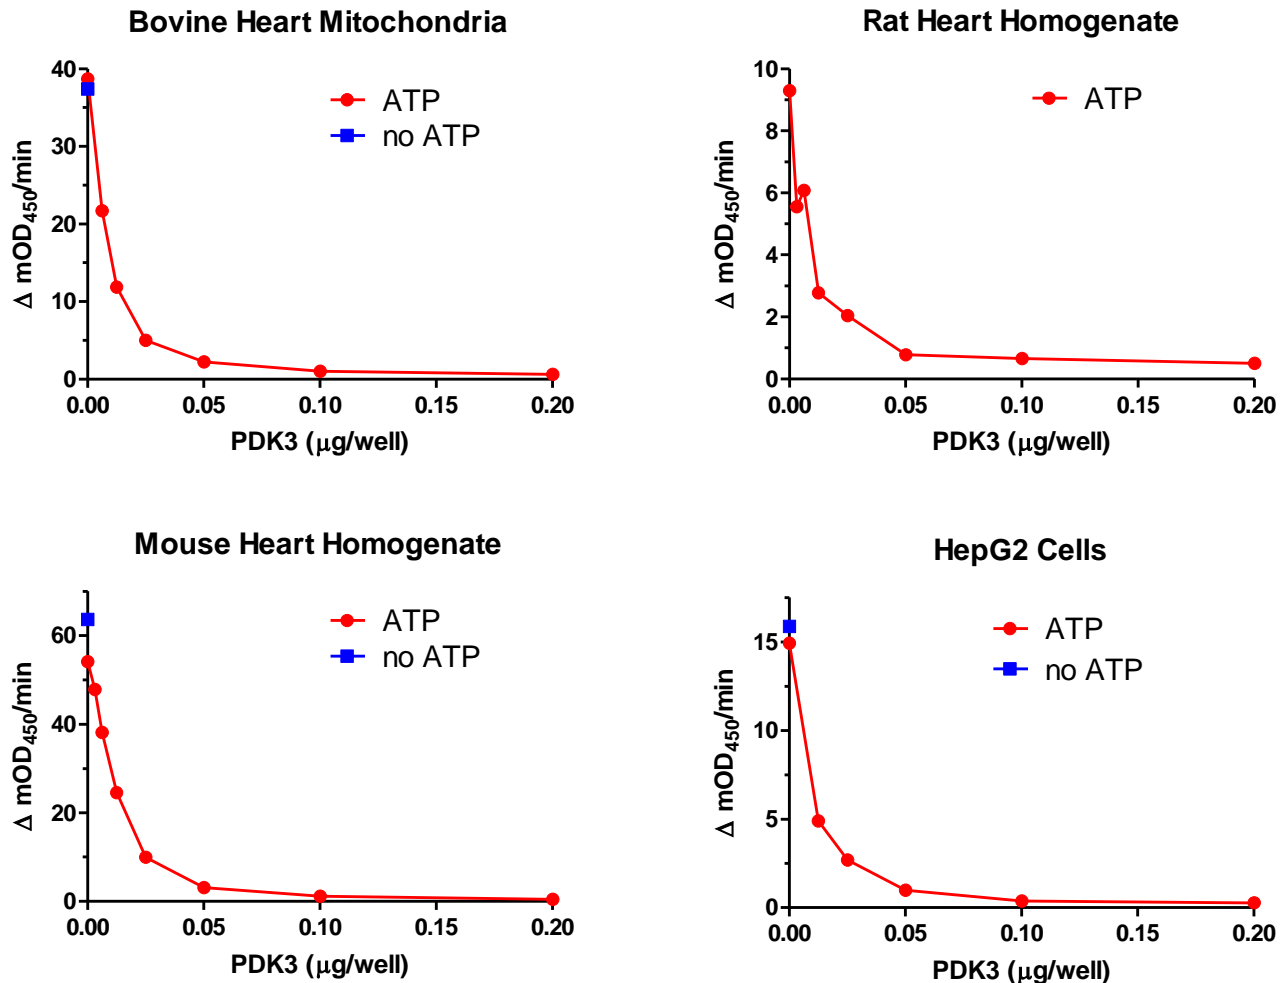 Bovine Heart Mitochondria
40
30
20
10
0
Δ mOD450/min
ATP
no ATP
0.00 0.05 0.10 0.15 0.20
PDK3 (μg/well)
Rat Heart Homogenate
10
8
6
4
2
0
Δ mOD450/min
ATP
0.00 0.05 0.10 0.15 0.20
PDK3 (μg/well)
Mouse Heart Homogenate
60
40
20
0
Δ mOD450/min
ATP
no ATP
0.00 0.05 0.10 0.15 0.20
PDK3 (μg/well)
HepG2 Cells
15
10
5
0
Δ mOD450/min
ATP
no ATP
0.00 0.05 0.10 0.15 0.20
PDK3 (μg/well)